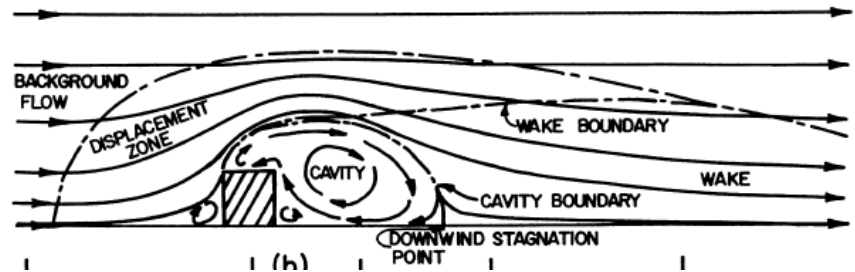 BACKGROUND
FLOW
DISPLACEMENT
ZONE
WAKE BOUNDARY
CAVITY
WAKE
CAVITY BOUNDARY
DOWNWIND STAGNATION
POINT
(b)